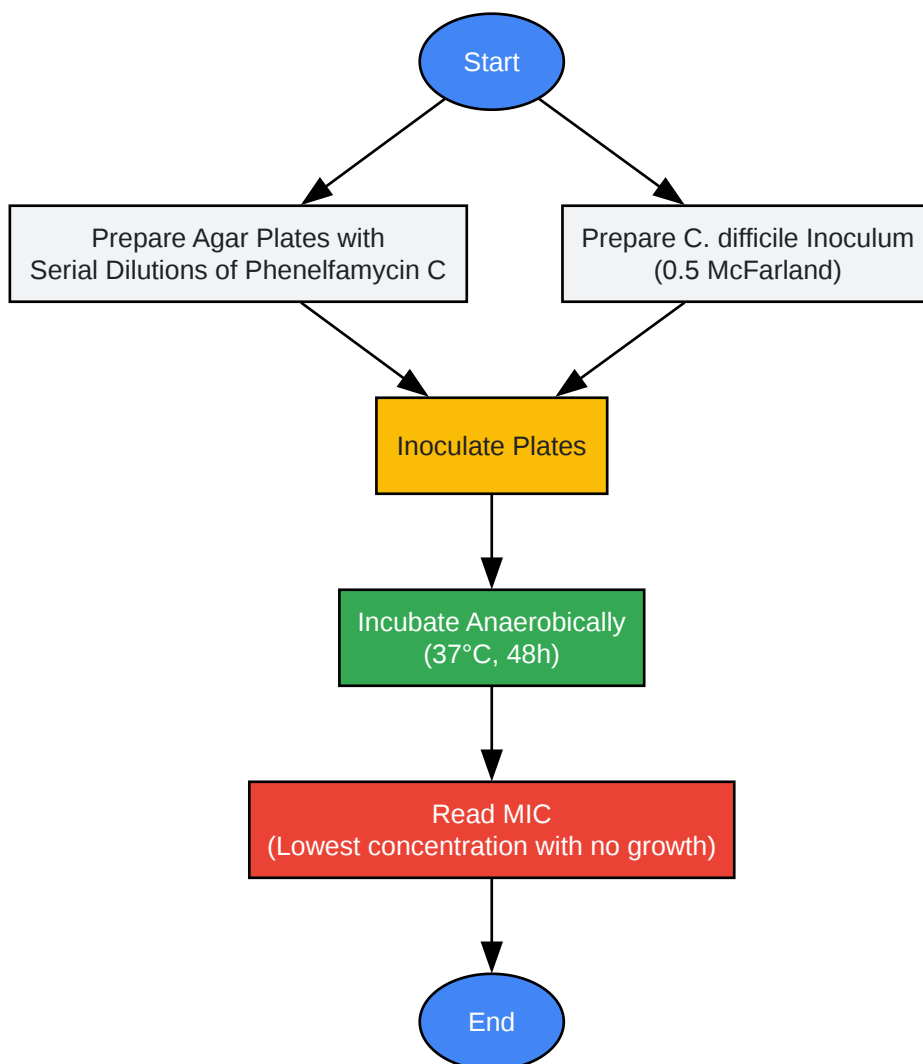 Start
Prepare Agar Plates with
Serial Dilutions of Phenelfamycin C
Prepare C. difficile Inoculum
(0.5 McFarland)
Inoculate Plates
Incubate Anaerobically
(37°C, 48h)
Read MIC
(Lowest concentration with no growth)
End